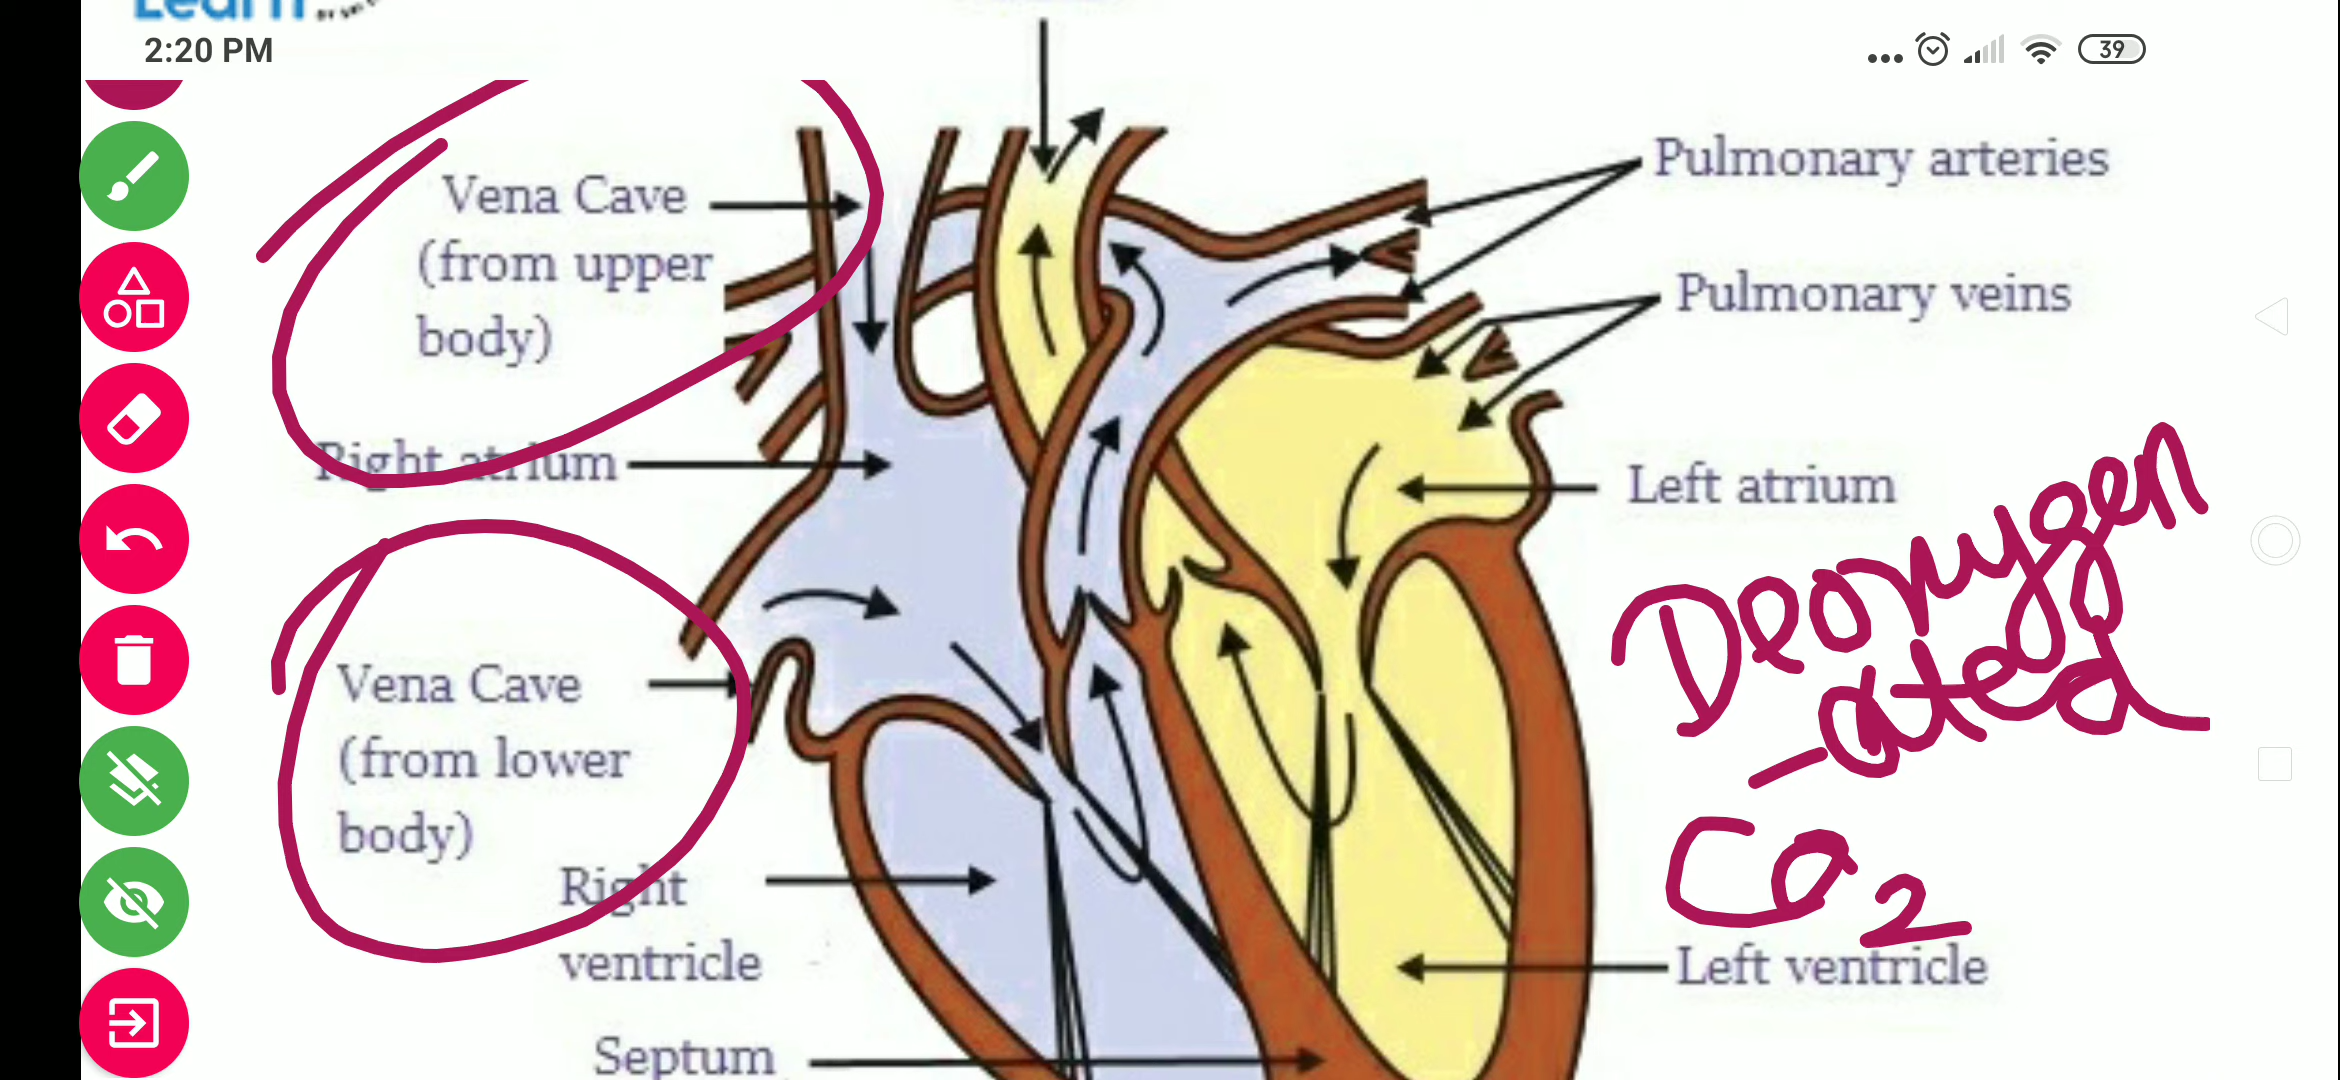 Learn
2:20 PM
39
Vena Cave
(from upper
body)
Pulmonary arteries
Pulmonary veins
Right atrium
Left atrium
Deoxygen
-ated
CO2
Vena Cave
(from lower
body)
Right
ventricle
Left ventricle
Septum